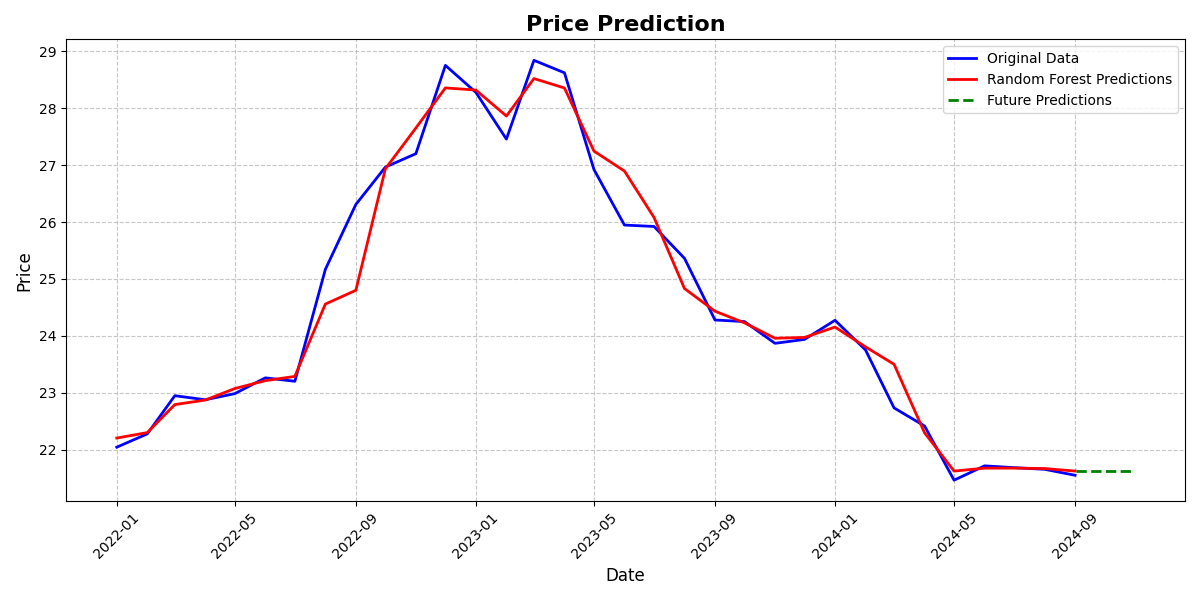 Price Prediction
Original Data
Random Forest Predictions
Future Predictions
Price
29
28
27
26
25
24
23
22
2022-01
2022-05
2022-09
2023-01
2023-05
2023-09
2024-01
2024-05
2024-09
Date